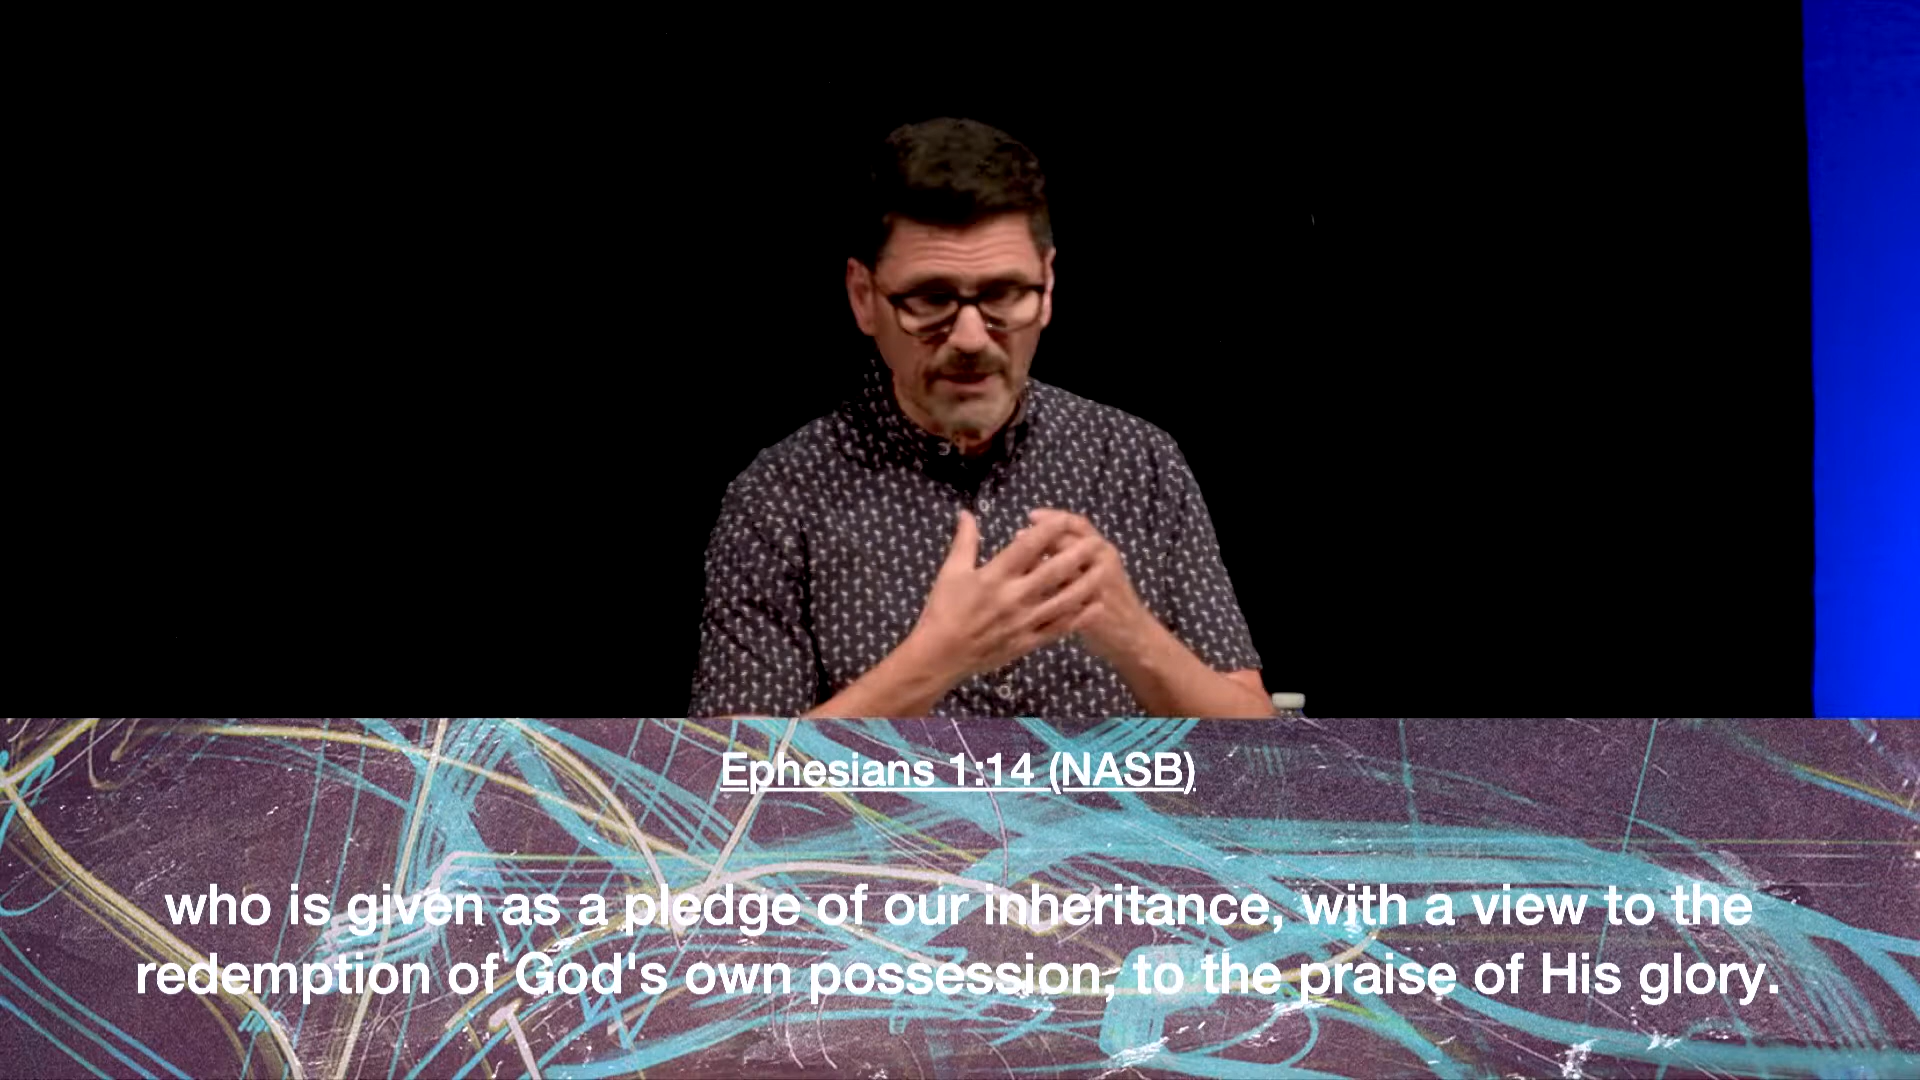 Ephesians 1:14 (NASB)
who is given as a pledge of our inheritance, with a view to the
redemption of God's own possession, to the praise of His glory.